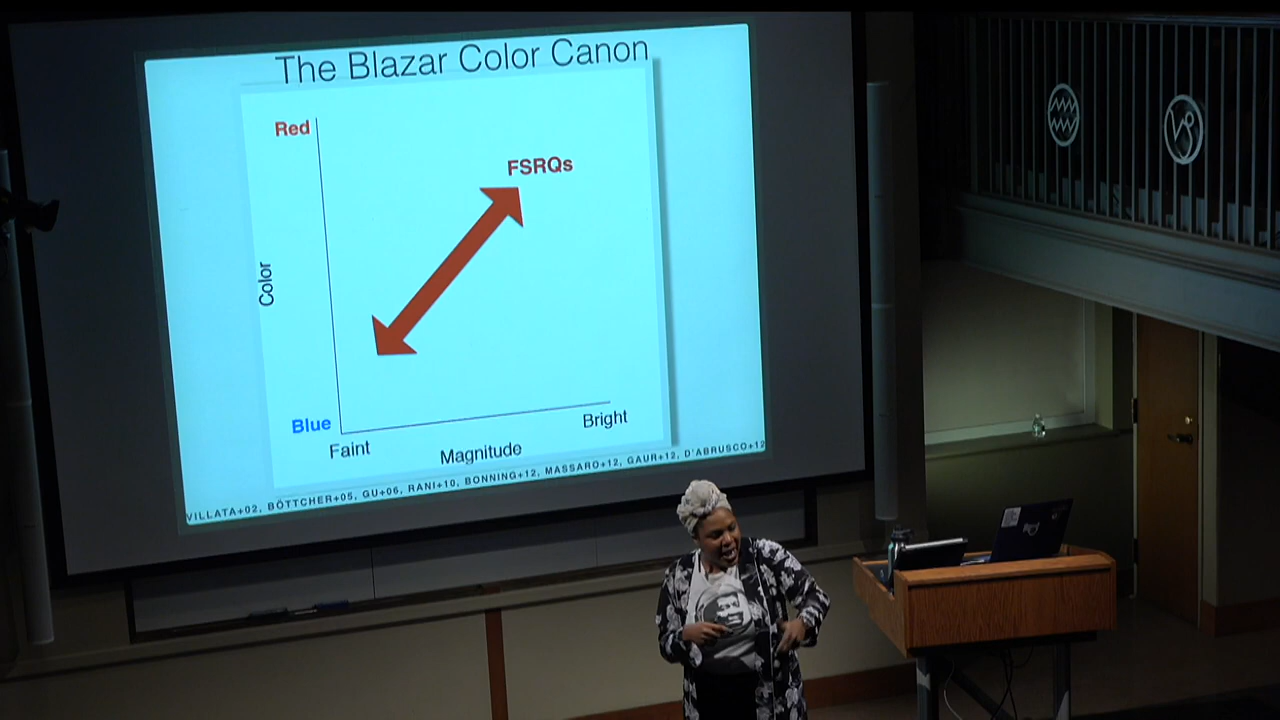 The Blazar Color Canon
Red
FSRQs
Color
Blue
Faint
Magnitude
Bright
VILLATA+02, BÖTTCHER+05, GU+06, RANI+10, BONNING+12, MASSARO+12, GAUR+12, D'ABRUSCO+12